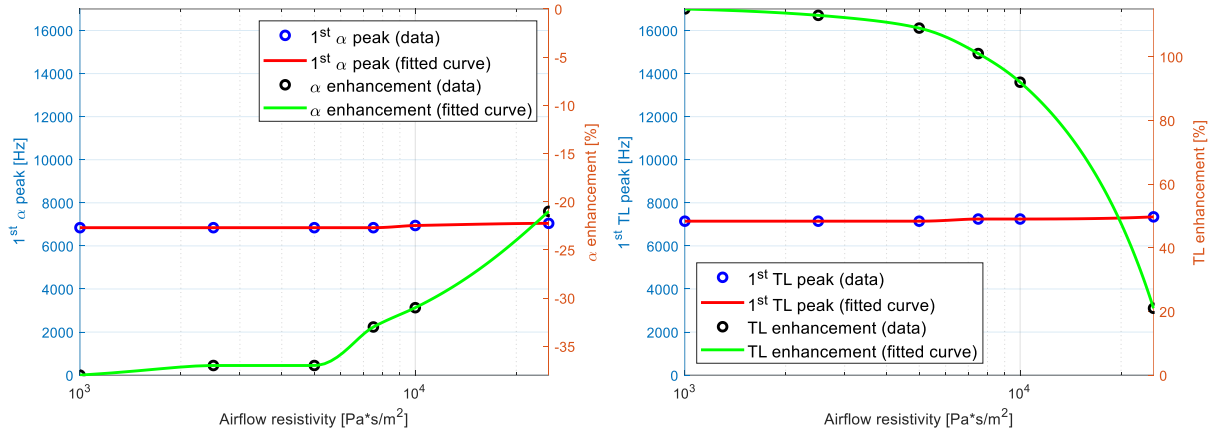 16000
14000
12000
10000
8000
6000
4000
2000
0
1st α peak [Hz]
1st α peak (data)
1st α peak (fitted curve)
α enhancement (data)
α enhancement (fitted curve)
0
-5
-10
-15
-20
-25
-30
-35
α enhancement [%]
10^3
10^4
Airflow resistivity [Pa*s/m^2]
16000
14000
12000
10000
8000
6000
4000
2000
0
1st TL peak [Hz]
1st TL peak (data)
1st TL peak (fitted curve)
TL enhancement (data)
TL enhancement (fitted curve)
100
80
60
40
20
0
TL enhancement [%]
10^3
10^4
Airflow resistivity [Pa*s/m^2]